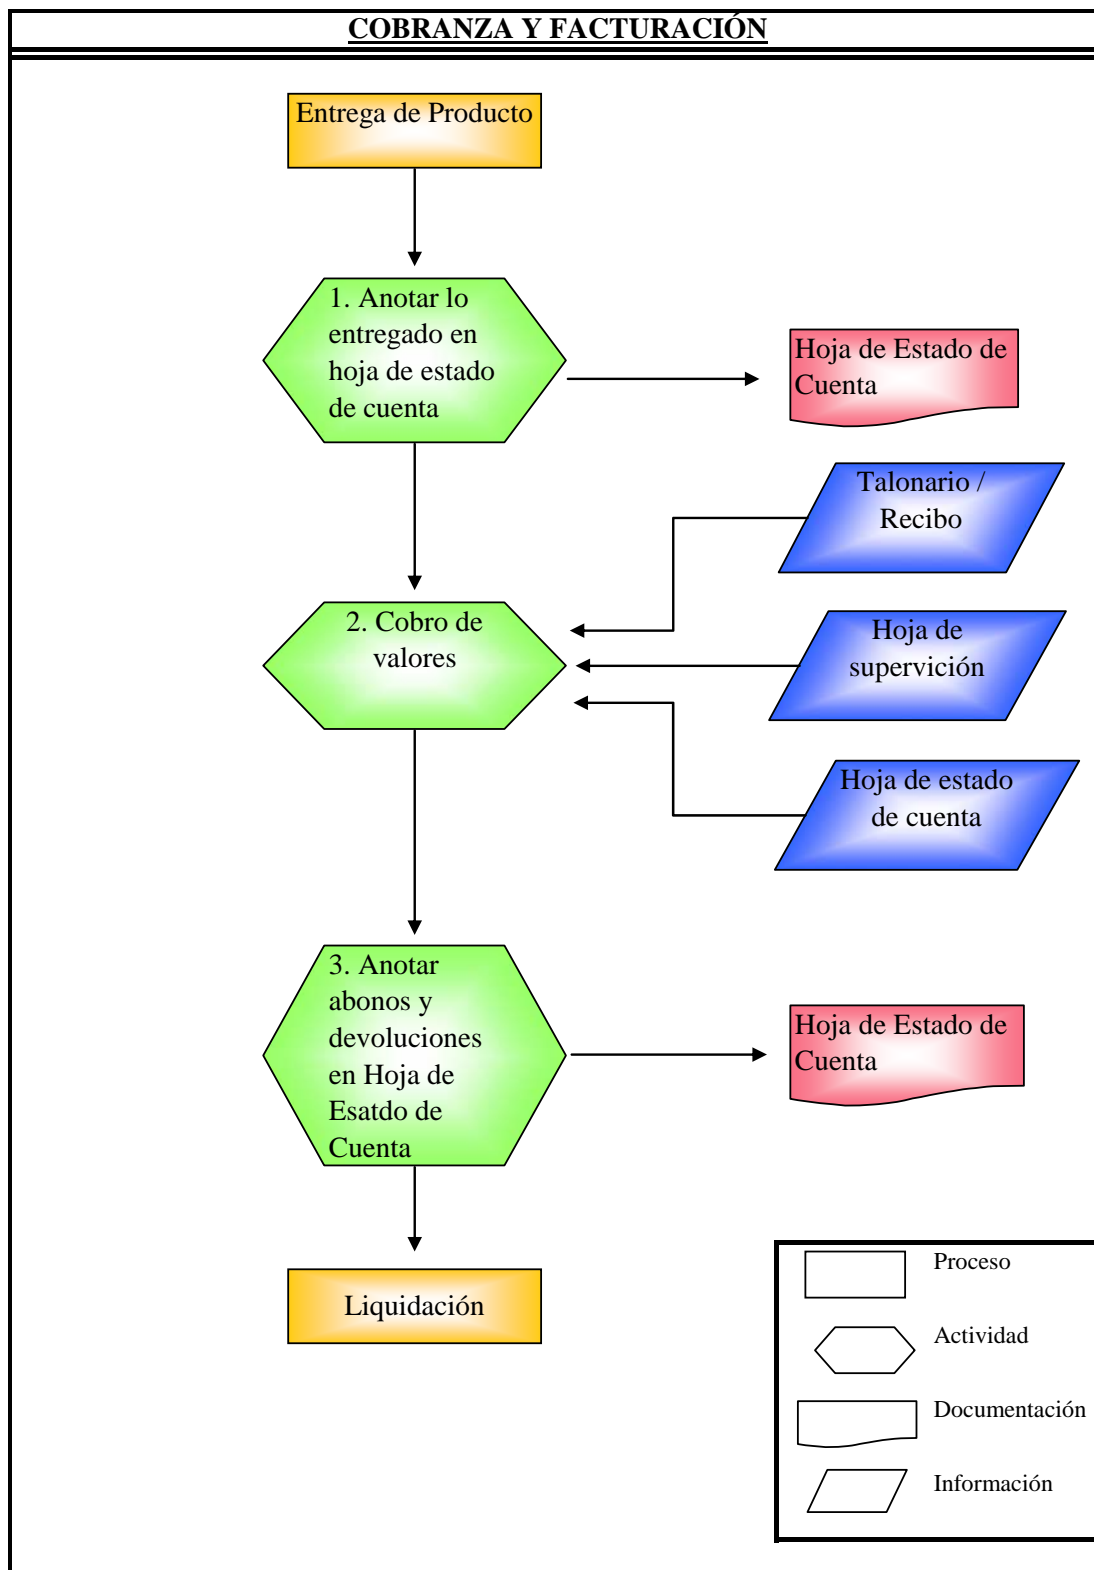 COBRANZA Y FACTURACIÓN
Entrega de Producto
1. Anotar lo
entregado en
hoja de estado
de cuenta
Hoja de Estado de
Cuenta
Talonario /
Recibo
2. Cobro de
valores
Hoja de
supervición
Hoja de estado
de cuenta
3. Anotar
abonos y
devoluciones
en Hoja de
Esatdo de
Cuenta
Hoja de Estado de
Cuenta
Liquidación
Proceso
Actividad
Documentación
Información